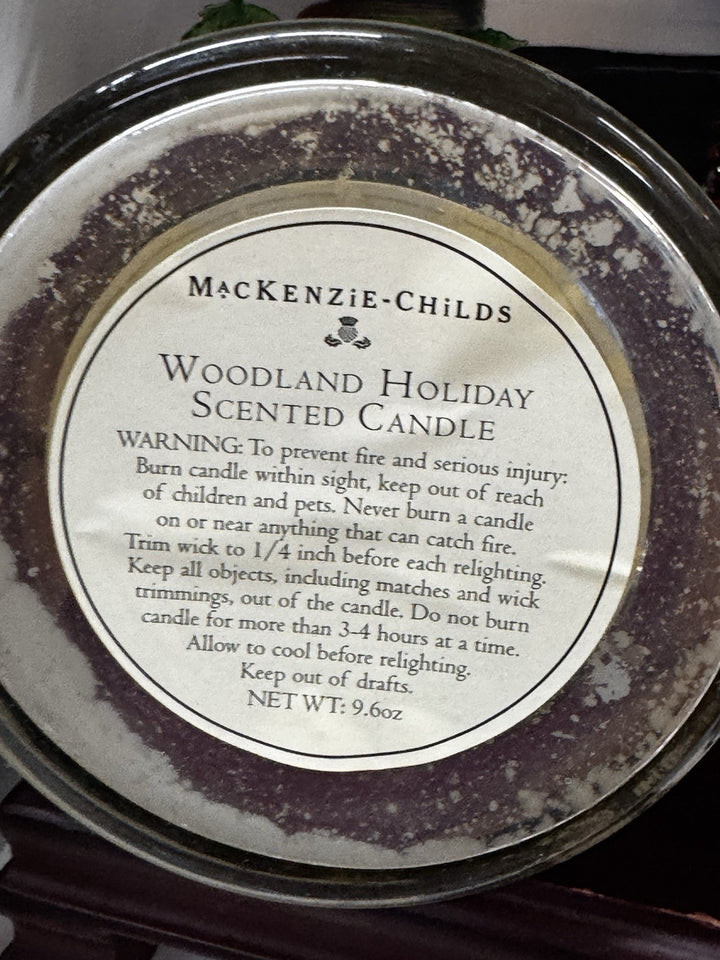 MacKENZiE-CHiLDS
WOODLAND HOLIDAY
SCENTED CANDLE
WARNING: To prevent fire and serious injury:
Burn candle within sight, keep out of reach
of children and pets. Never burn a candle
on or near anything that can catch fire.
Trim wick to 1/4 inch before each relighting.
Keep all objects, including matches and wick
trimmings, out of the candle. Do not burn
candle for more than 3-4 hours at a time.
Allow to cool before relighting.
Keep out of drafts.
NET WT: 9.6oz